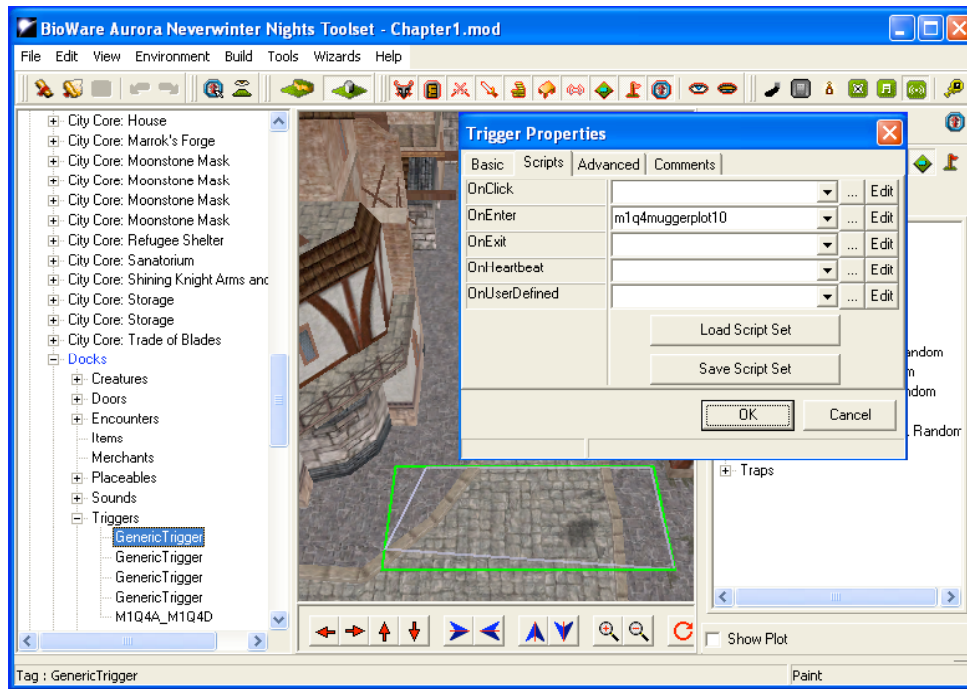 BioWare Aurora Neverwinter Nights Toolset - Chapter1.mod
File Edit View Environment Build Tools Wizards Help
City Core: House
City Core: Marrok's Forge
City Core: Moonstone Mask
City Core: Moonstone Mask
City Core: Moonstone Mask
City Core: Moonstone Mask
City Core: Refugee Shelter
City Core: Sanatorium
City Core: Shining Knight Arms and
City Core: Storage
City Core: Storage
City Core: Trade of Blades
Docks
Creatures
Doors
Encounters
Items
Merchants
Placeables
Sounds
Triggers
GenericTrigger
GenericTrigger
GenericTrigger
GenericTrigger
M1Q4A_M1Q4D
Trigger Properties
Basic Scripts Advanced Comments
OnClick ... Edit
OnEnter m1q4muggerplot10 ... Edit
OnExit ... Edit
OnHeartbeat ... Edit
OnUserDefined ... Edit
Load Script Set
Save Script Set
OK Cancel
Random
Traps
Show Plot
Tag : GenericTrigger
Paint